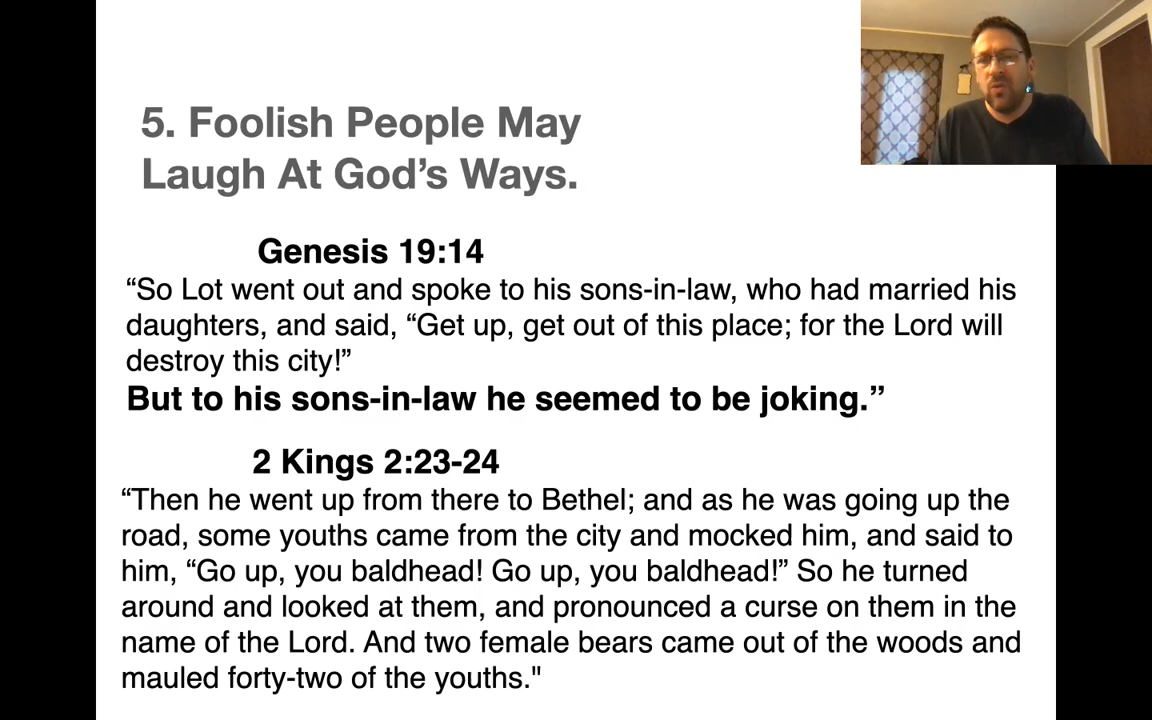 5. Foolish People May
Laugh At God’s Ways.
Genesis 19:14
“So Lot went out and spoke to his sons-in-law, who had married his
daughters, and said, “Get up, get out of this place; for the Lord will
destroy this city!”
But to his sons-in-law he seemed to be joking.”
2 Kings 2:23-24
“Then he went up from there to Bethel; and as he was going up the
road, some youths came from the city and mocked him, and said to
him, “Go up, you baldhead! Go up, you baldhead!” So he turned
around and looked at them, and pronounced a curse on them in the
name of the Lord. And two female bears came out of the woods and
mauled forty-two of the youths."